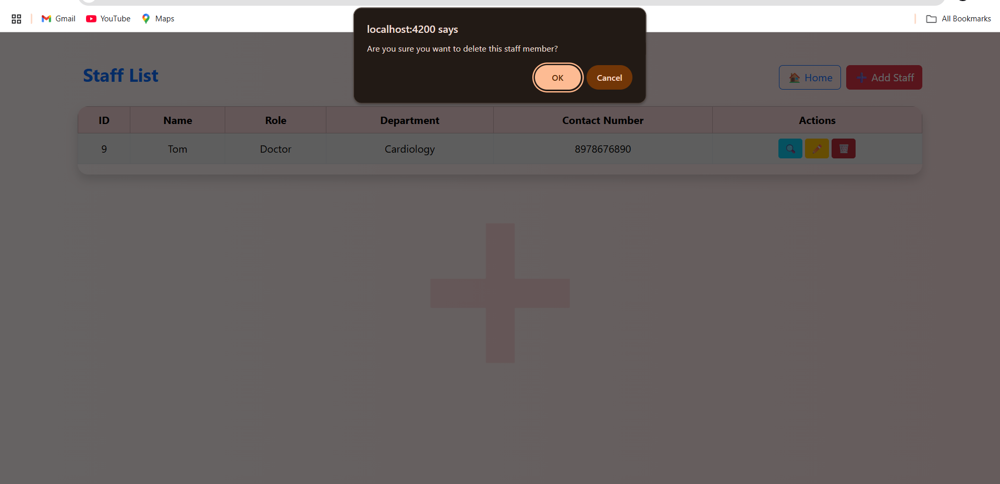 Gmail YouTube Maps All Bookmarks
localhost:4200 says
Are you sure you want to delete this staff member?
OK Cancel
Staff List Home Add Staff
ID Name Role Department Contact Number Actions
9 Tom Doctor Cardiology 8978676890